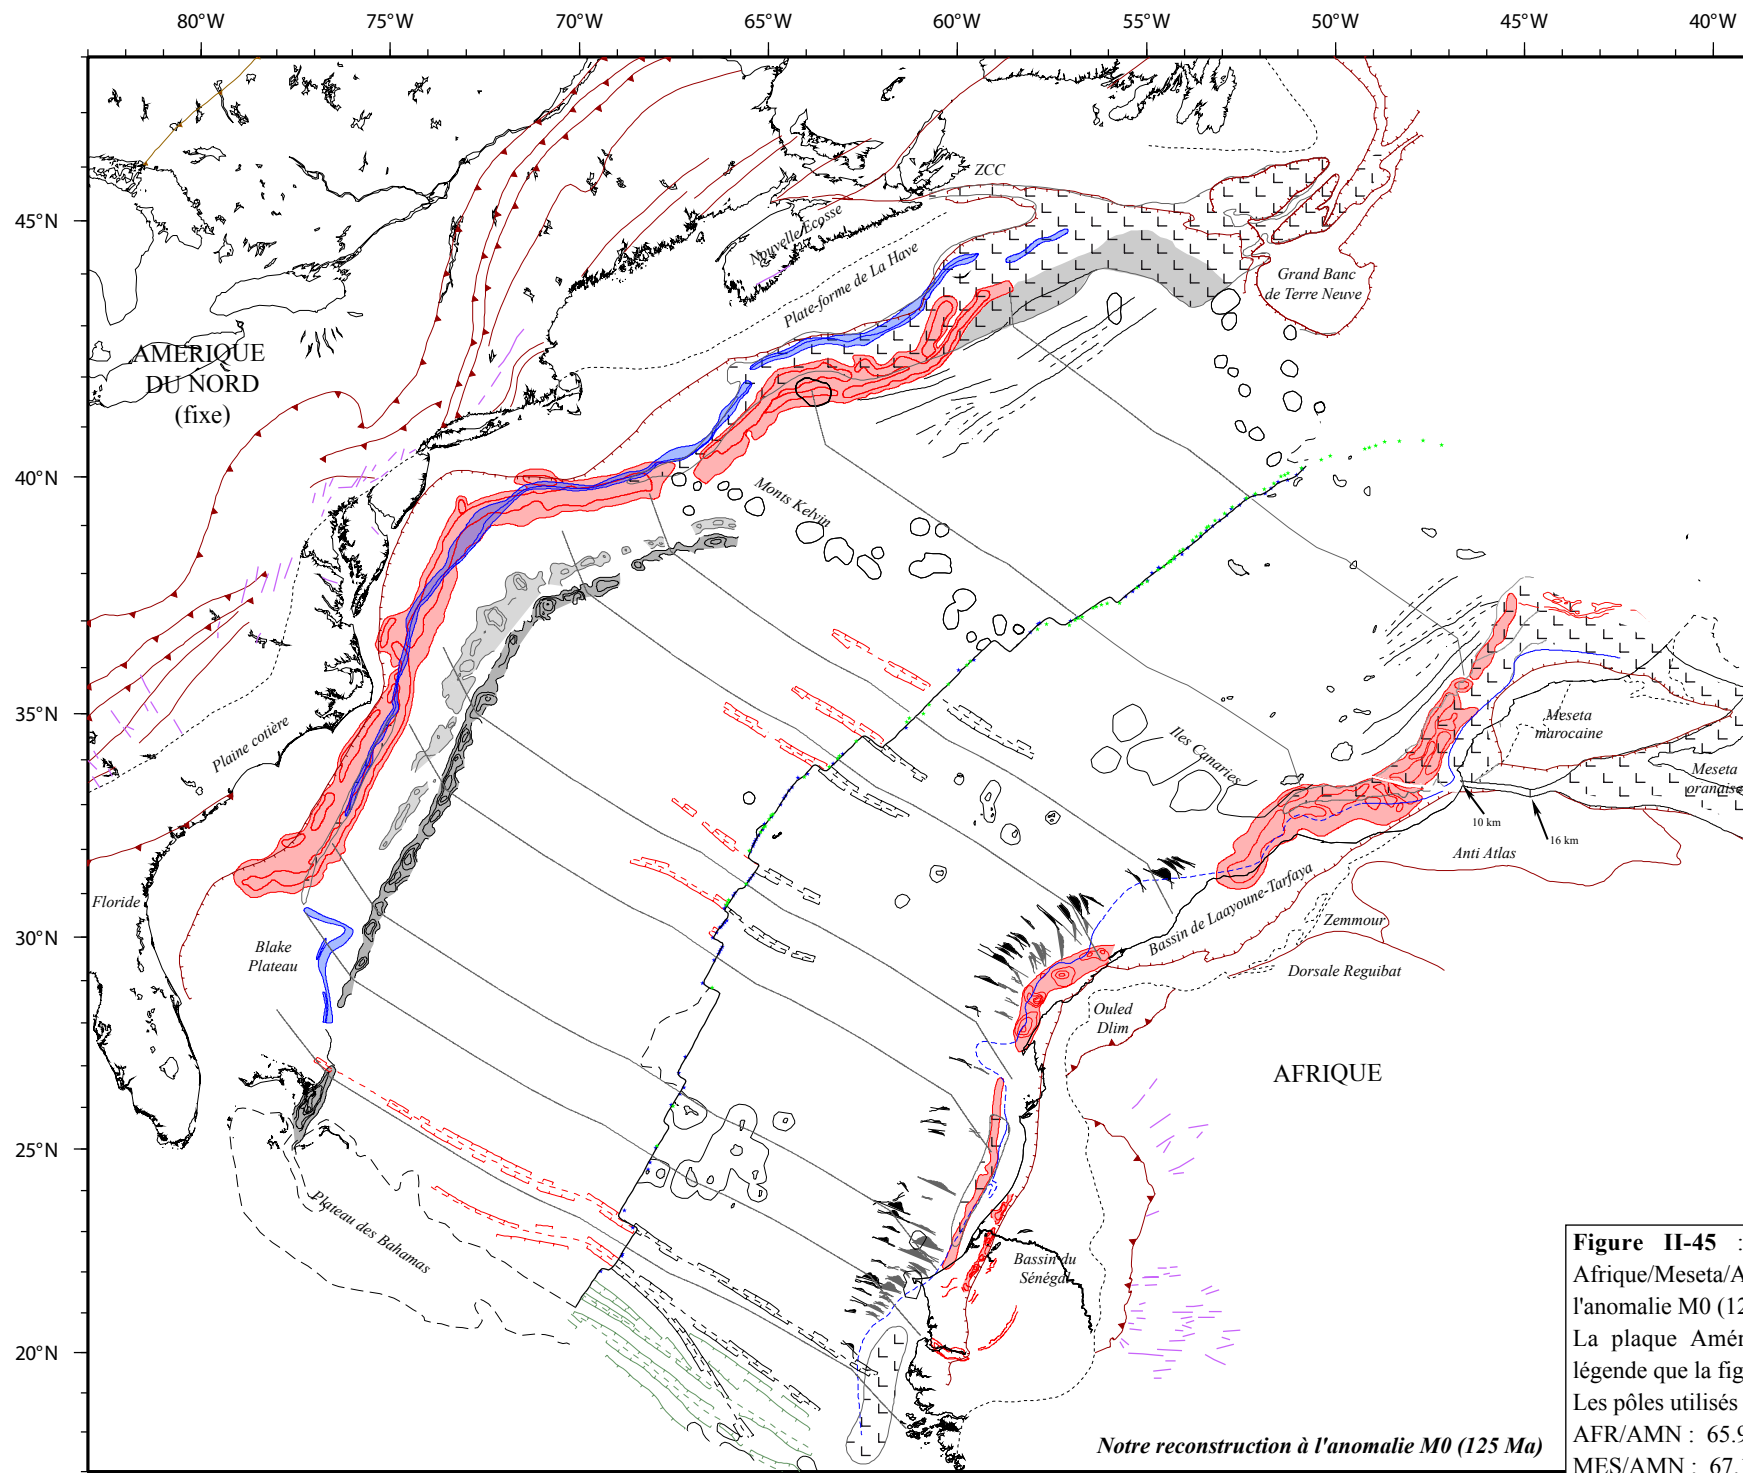 80°W 75°W 70°W 65°W 60°W 55°W 50°W 45°W 40°W
ZCC
45°N
Nouvelle Ecosse
Plate-forme de La Have
Grand Banc
de Terre Neuve
AMERIQUE
DU NORD
(fixe)
40°N
Monts Kelvin
35°N
Plaine cotière
Iles Canaries
Meseta
marocaine
Meseta
oranaise
10 km
16 km
Anti Atlas
Floride
Bassin de Laayoune-Tarfaya
Zemmour
30°N
Blake
Plateau
Dorsale Reguibat
Ouled
Dlim
AFRIQUE
25°N
Plateau des Bahamas
Bassin du
Sénégal
20°N
Notre reconstruction à l'anomalie M0 (125 Ma)
Figure II-45 :
Afrique/Meseta/A
l'anomalie M0 (12
La plaque Amér
légende que la fig
Les pôles utilisés
AFR/AMN : 65.9
MES/AMN : 67.